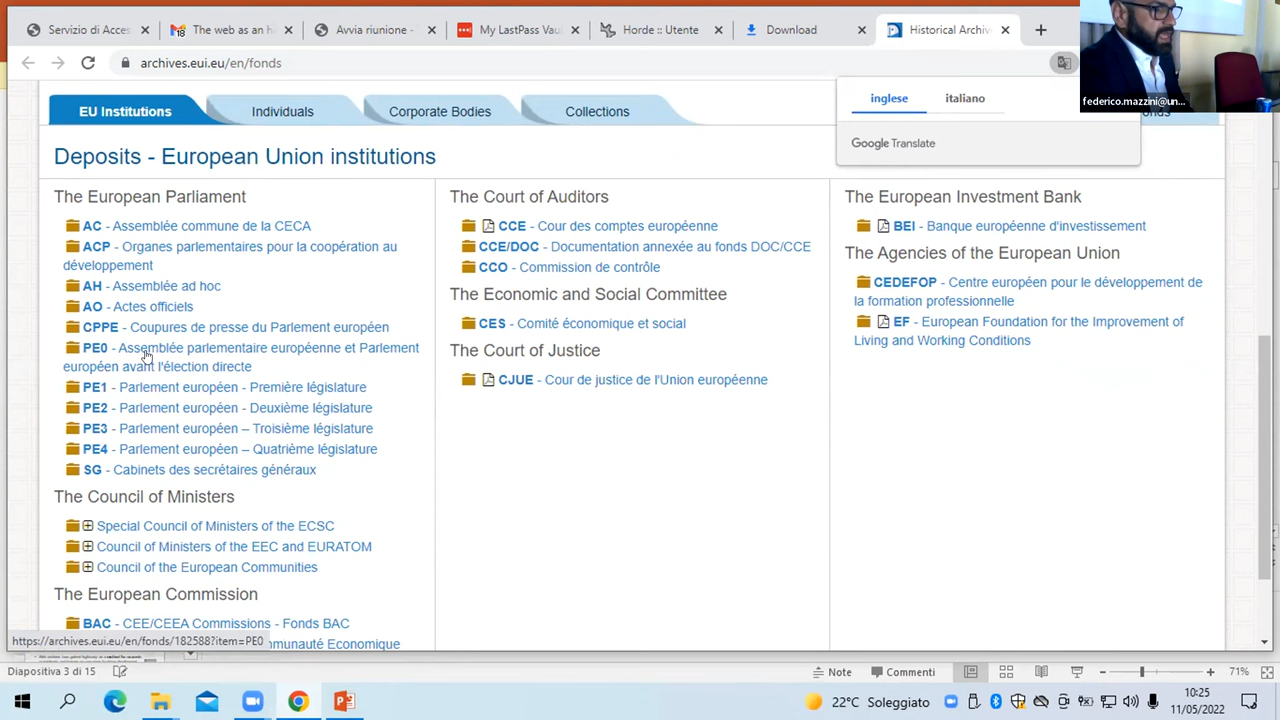 Servizio di Acces
The web as an hi
Avvia riunione -
My LastPass Vaul
Horde :: Utente
Download
Historical Archive
archives.eui.eu/en/fonds
inglese
italiano
Google Translate
federico.mazzini@un...
EU Institutions
Individuals
Corporate Bodies
Collections
Deposits - European Union institutions
The European Parliament
AC - Assemblée commune de la CECA
ACP - Organes parlementaires pour la coopération au
développement
AH - Assemblée ad hoc
AO - Actes officiels
CPPE - Coupures de presse du Parlement européen
PE0 - Assemblée parlementaire européenne et Parlement
européen avant l'élection directe
PE1 - Parlement européen - Première législature
PE2 - Parlement européen - Deuxième législature
PE3 - Parlement européen – Troisième législature
PE4 - Parlement européen – Quatrième législature
SG - Cabinets des secrétaires généraux
The Council of Ministers
Special Council of Ministers of the ECSC
Council of Ministers of the EEC and EURATOM
Council of the European Communities
The European Commission
BAC - CEE/CEEA Commissions - Fonds BAC
munauté Economique
The Court of Auditors
CCE - Cour des comptes européenne
CCE/DOC - Documentation annexée au fonds DOC/CCE
CCO - Commission de contrôle
The Economic and Social Committee
CES - Comité économique et social
The Court of Justice
CJUE - Cour de justice de l'Union européenne
The European Investment Bank
BEI - Banque européenne d'investissement
The Agencies of the European Union
CEDEFOP - Centre européen pour le développement de
la formation professionnelle
EF - European Foundation for the Improvement of
Living and Working Conditions
https://archives.eui.eu/en/fonds/182588?item=PE0
Diapositiva 3 di 15
Note
Commenti
71%
22°C Soleggiato
10:25
11/05/2022